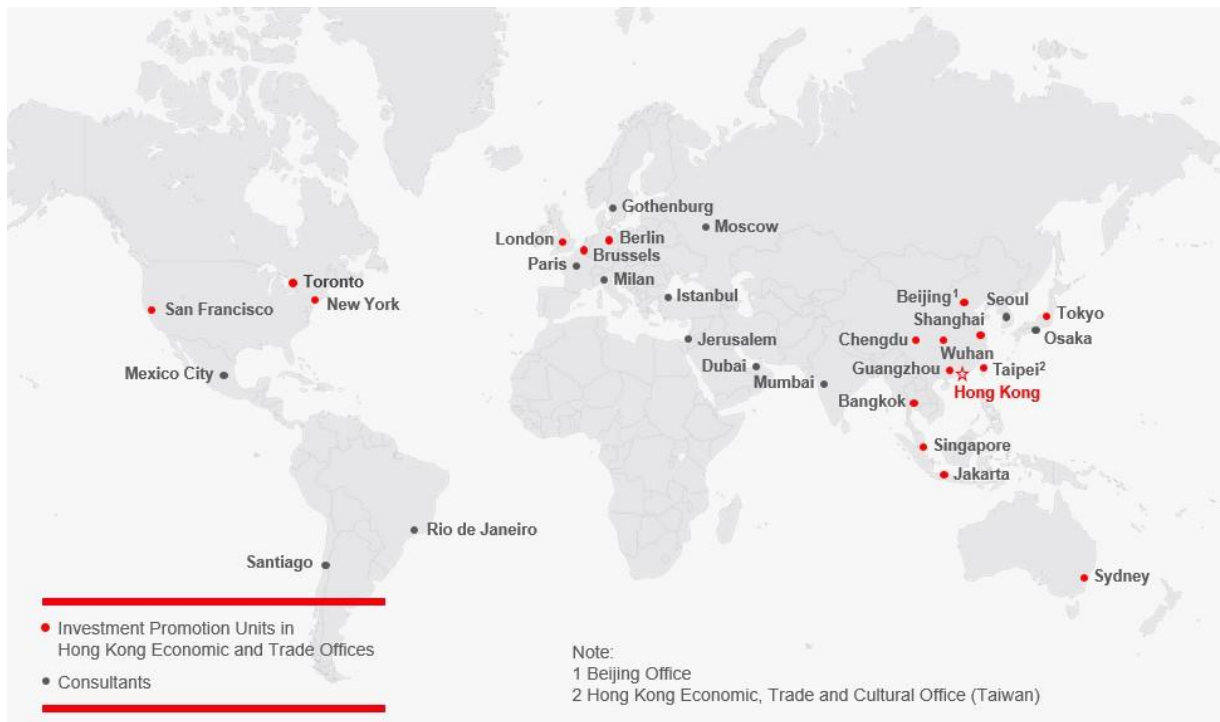 Gothenburg
Moscow
London
Berlin
Brussels
Paris
Milan
Istanbul
Toronto
New York
San Francisco
Beijing¹
Seoul
Tokyo
Shanghai
Osaka
Chengdu
Wuhan
Jerusalem
Dubai
Mumbai
Guangzhou
Taipei²
Hong Kong
Mexico City
Bangkok
Singapore
Jakarta
Rio de Janeiro
Santiago
Sydney
Investment Promotion Units in
Hong Kong Economic and Trade Offices
Consultants
Note:
1 Beijing Office
2 Hong Kong Economic, Trade and Cultural Office (Taiwan)